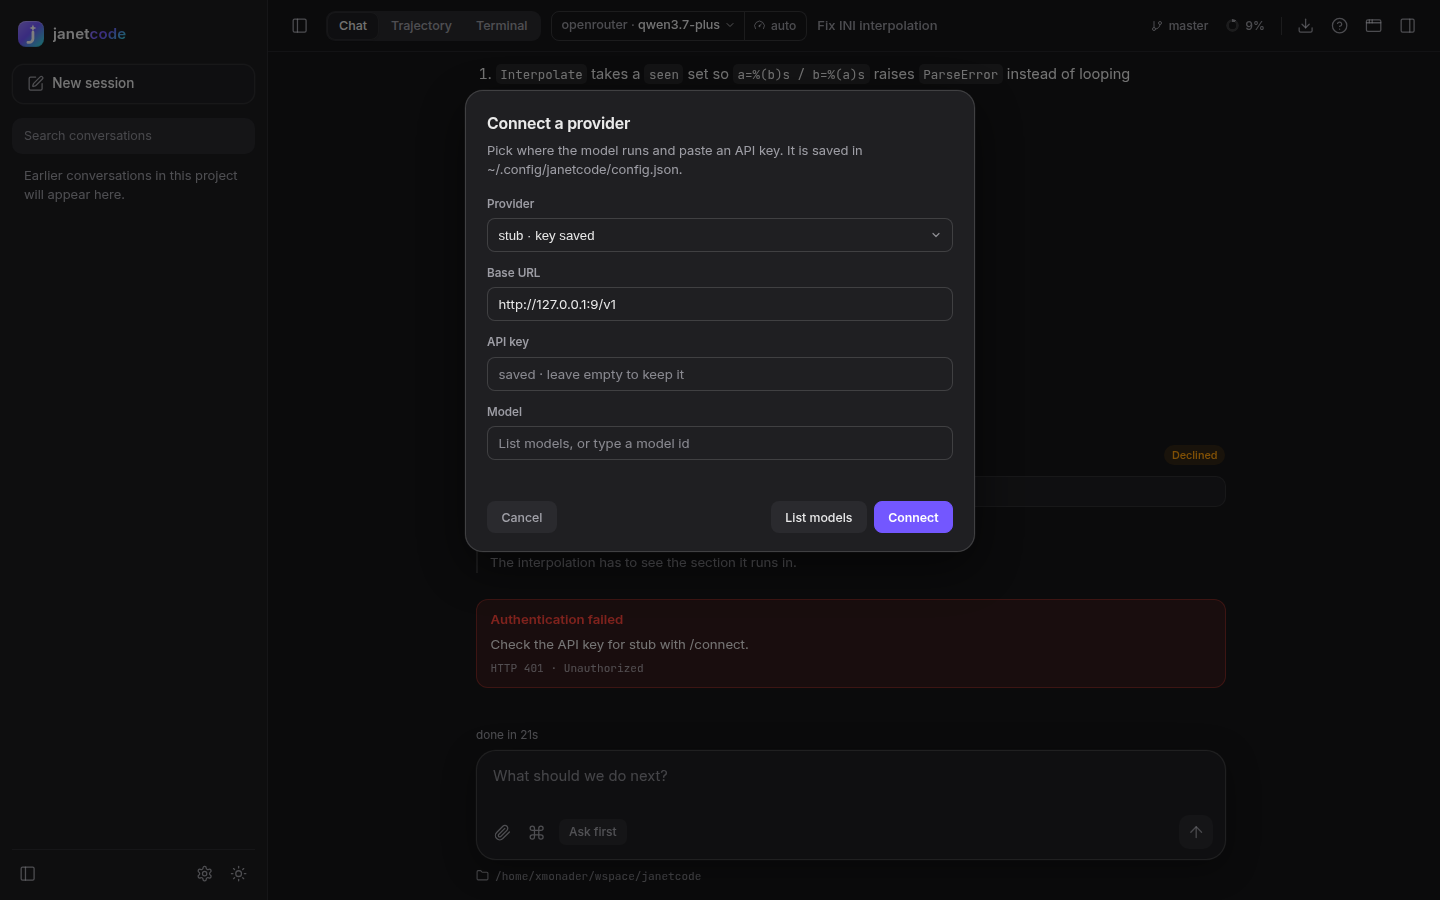 janetcode
New session
Search conversations
Earlier conversations in this project
will appear here.
Chat
Trajectory
Terminal
openrouter · qwen3.7-plus
auto
Fix INI interpolation
master
9%
1. Interpolate takes a seen set so a=%(b)s / b=%(a)s raises ParseError instead of looping
Connect a provider
Pick where the model runs and paste an API key. It is saved in
~/.config/janetcode/config.json.
Provider
stub · key saved
Base URL
http://127.0.0.1:9/v1
API key
saved · leave empty to keep it
Model
List models, or type a model id
Cancel
List models
Connect
Declined
The interpolation has to see the section it runs in.
Authentication failed
Check the API key for stub with /connect.
HTTP 401 · Unauthorized
done in 21s
What should we do next?
Ask first
/home/xmonader/wspace/janetcode